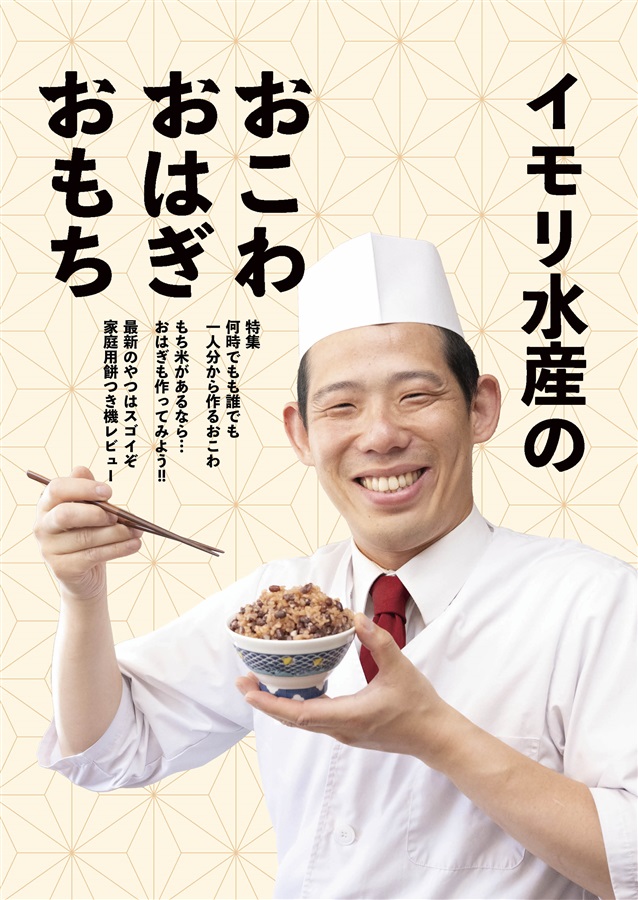 イモリ水産の
おこわ
おはぎ
おもち
特集
何時でもも誰でも
一人分から作るおこわ
もち米があるなら…
おはぎも作ってみよう!!
最新のやつはスゴイぞ
家庭用餅つき機レビュー